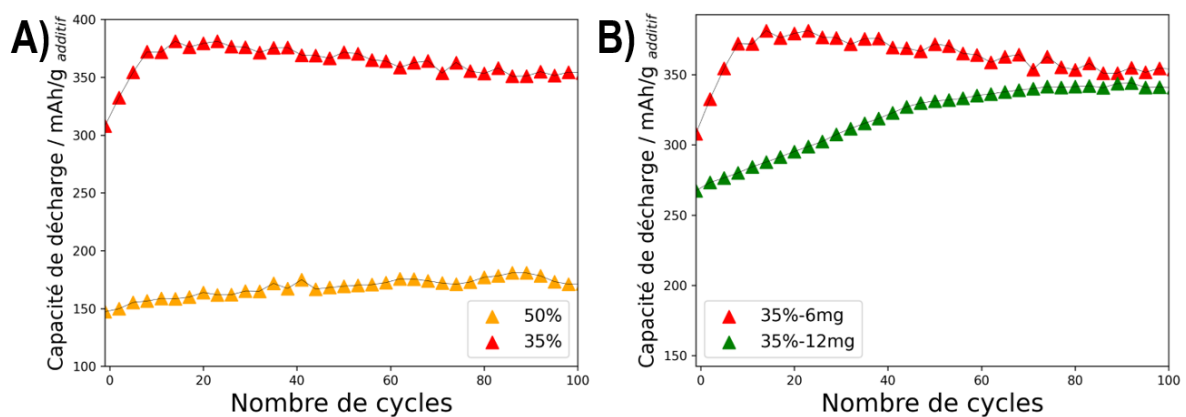 A)
Capacité de décharge / mAh/g additif
400
350
300
250
200
150
100
0 20 40 60 80 100
Nombre de cycles
50%
35%
B)
Capacité de décharge / mAh/g additif
350
300
250
200
150
0 20 40 60 80 100
Nombre de cycles
35%-6mg
35%-12mg